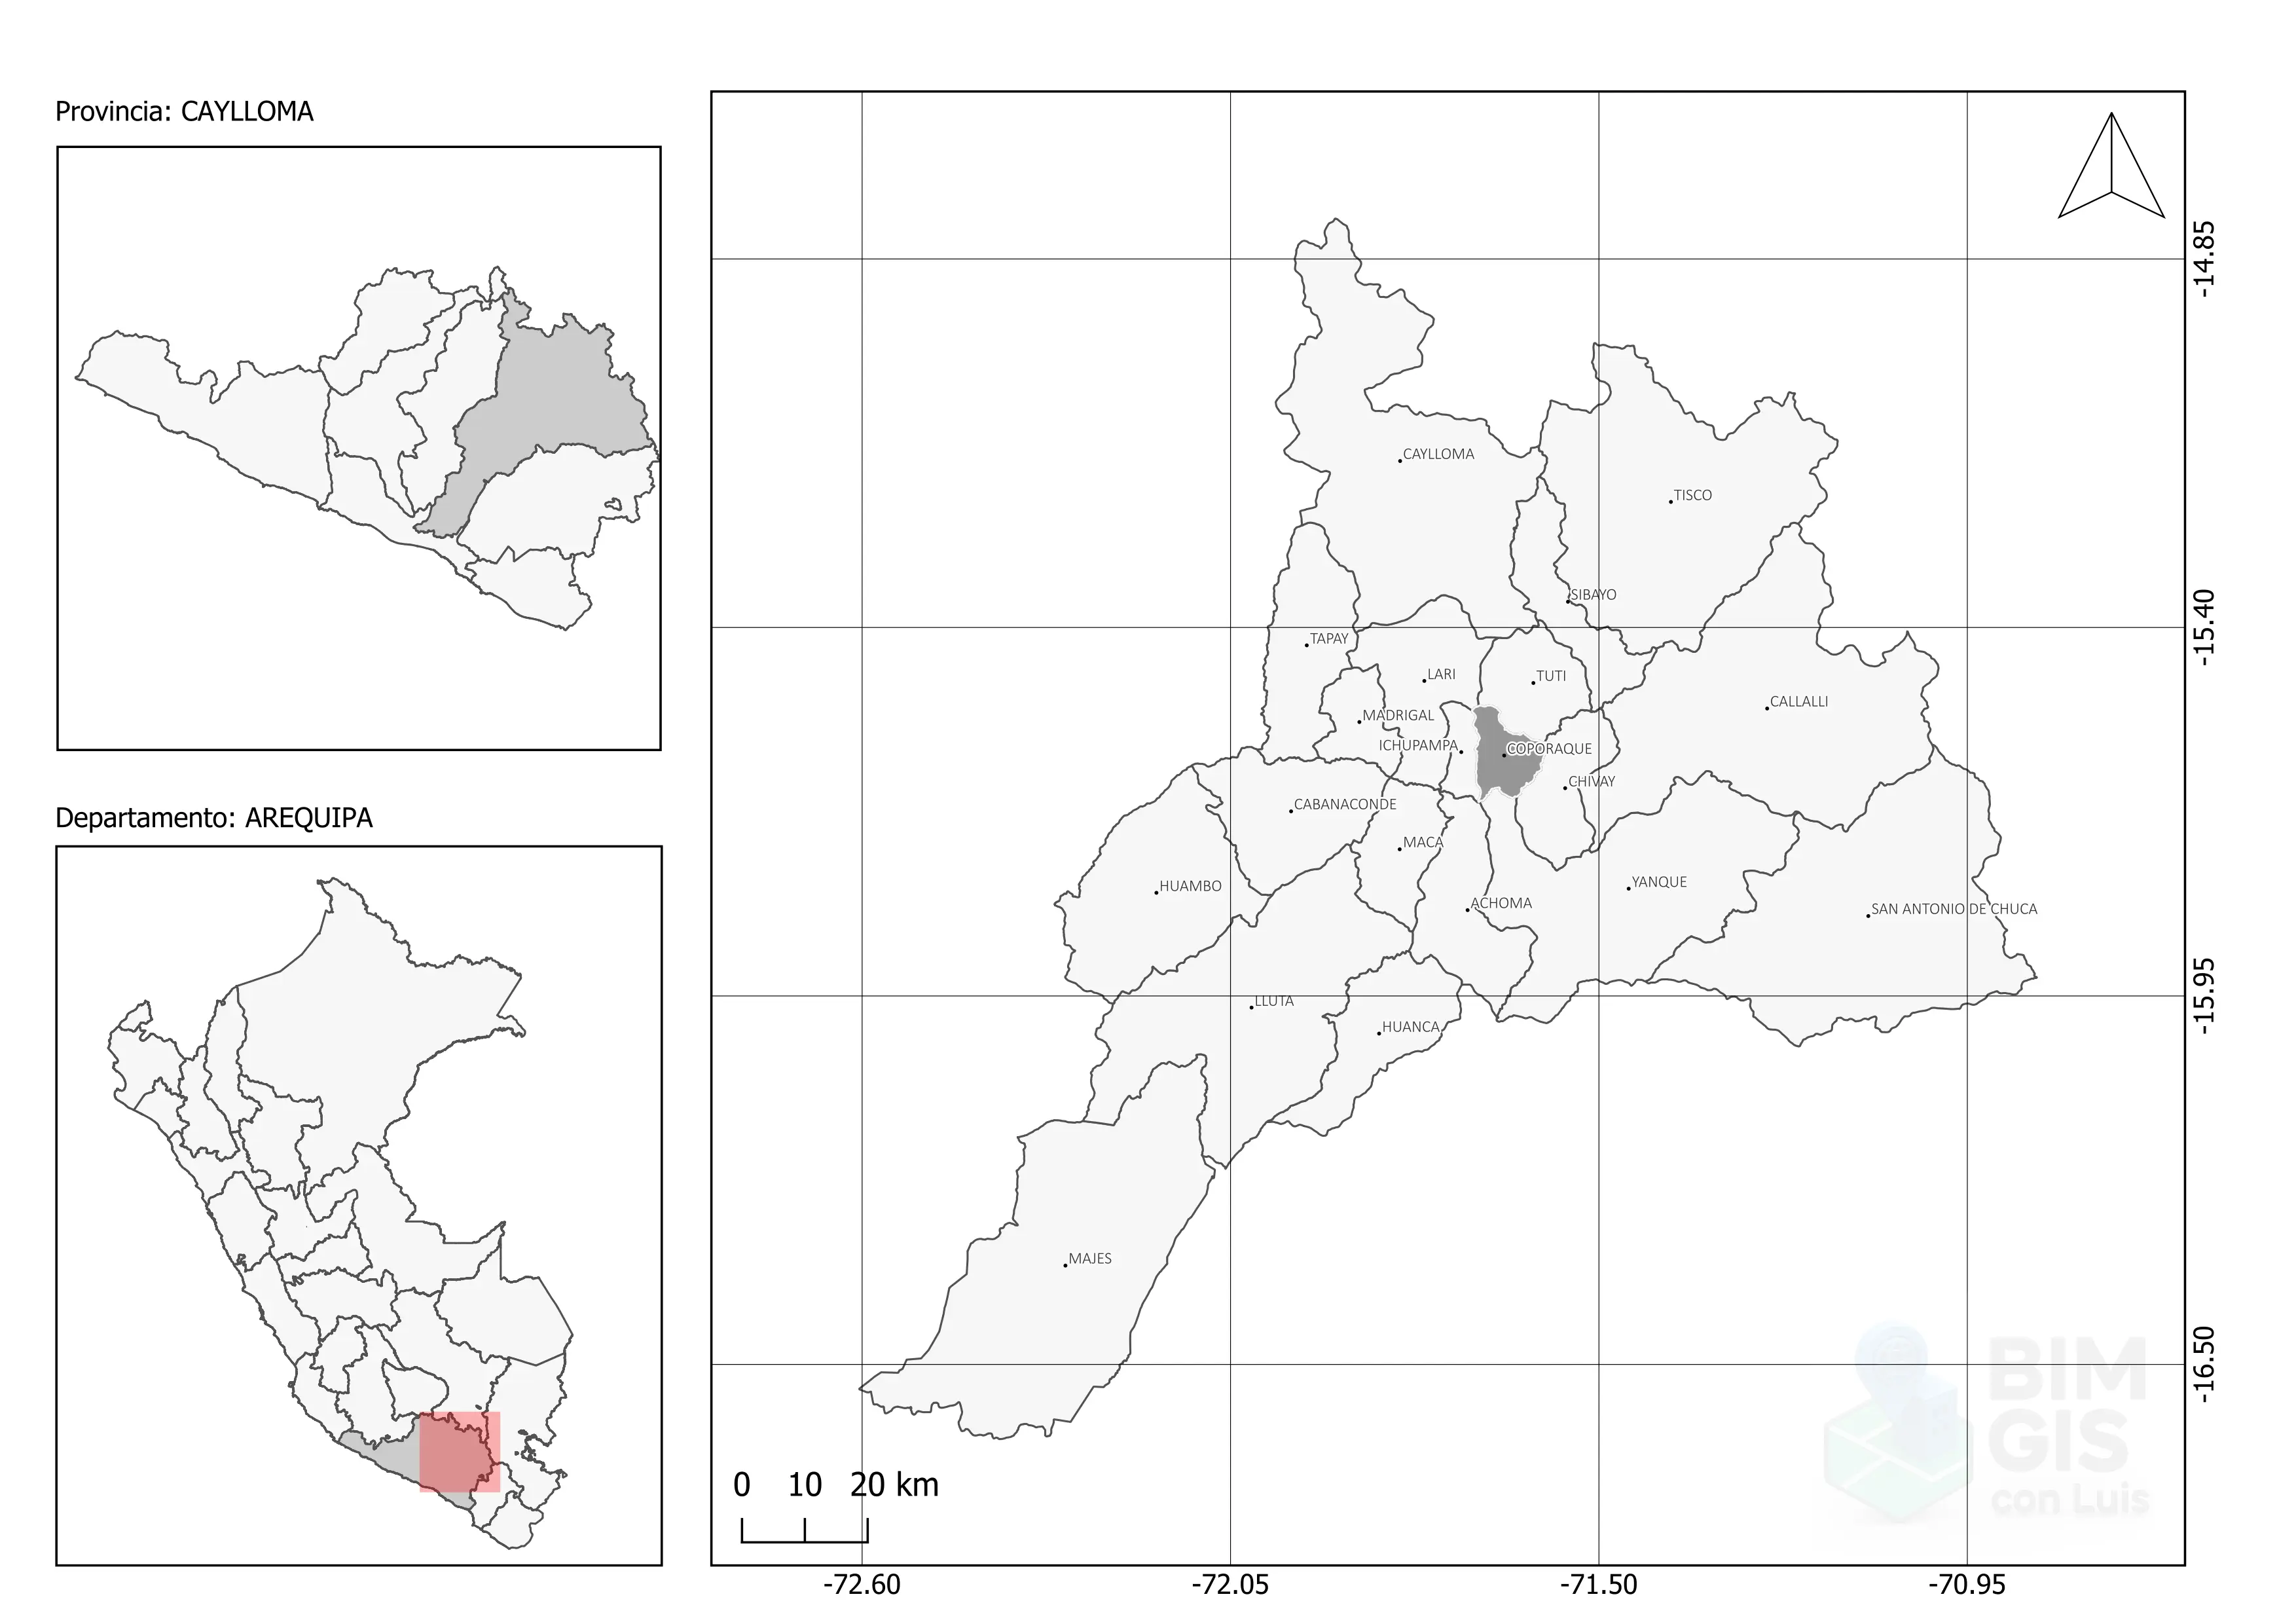 Provincia: CAYLLOMA
Departamento: AREQUIPA
CAYLLOMA
TISCO
SIBAYO
TAPAY
LARI
TUTI
CALLALLI
MADRIGAL
ICHUPAMPA
COPORAQUE
CHIVAY
CABANACONDE
MACA
HUAMBO
YANQUE
ACHOMA
SAN ANTONIO DE CHUCA
LLUTA
HUANCA
MAJES
-14.85
-15.40
-15.95
-16.50
0 10 20 km
-72.60 -72.05 -71.50 -70.95
BIM
GIS
con Luis